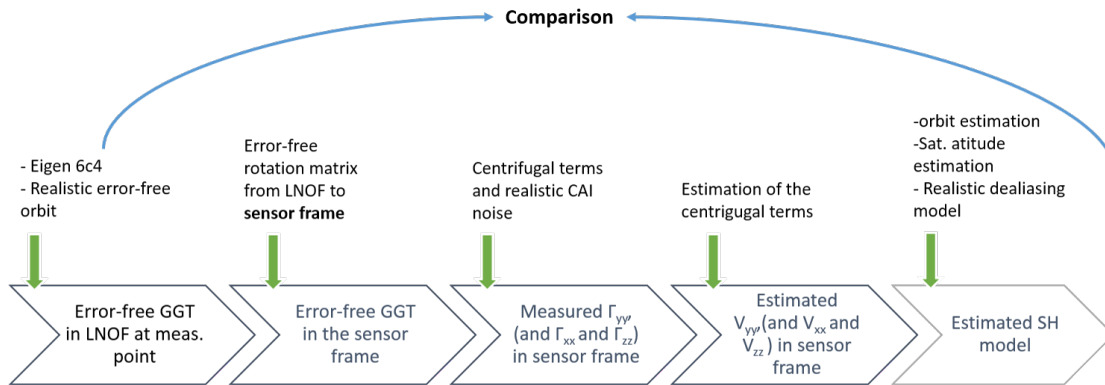 Comparison
- Eigen 6c4
- Realistic error-free
orbit
Error-free
rotation matrix
from LNOF to
sensor frame
Centrifugal terms
and realistic CAI
noise
Estimation of the
centrigugal terms
-orbit estimation
-Sat. atitude
estimation
- Realistic dealiasing
model
Error-free GGT
in LNOF at meas.
point
Error-free GGT
in the sensor
frame
Measured Γyy,
(and Γxx and Γzz)
in sensor frame
Estimated
Vyy,(and Vxx and
Vzz ) in sensor
frame
Estimated SH
model